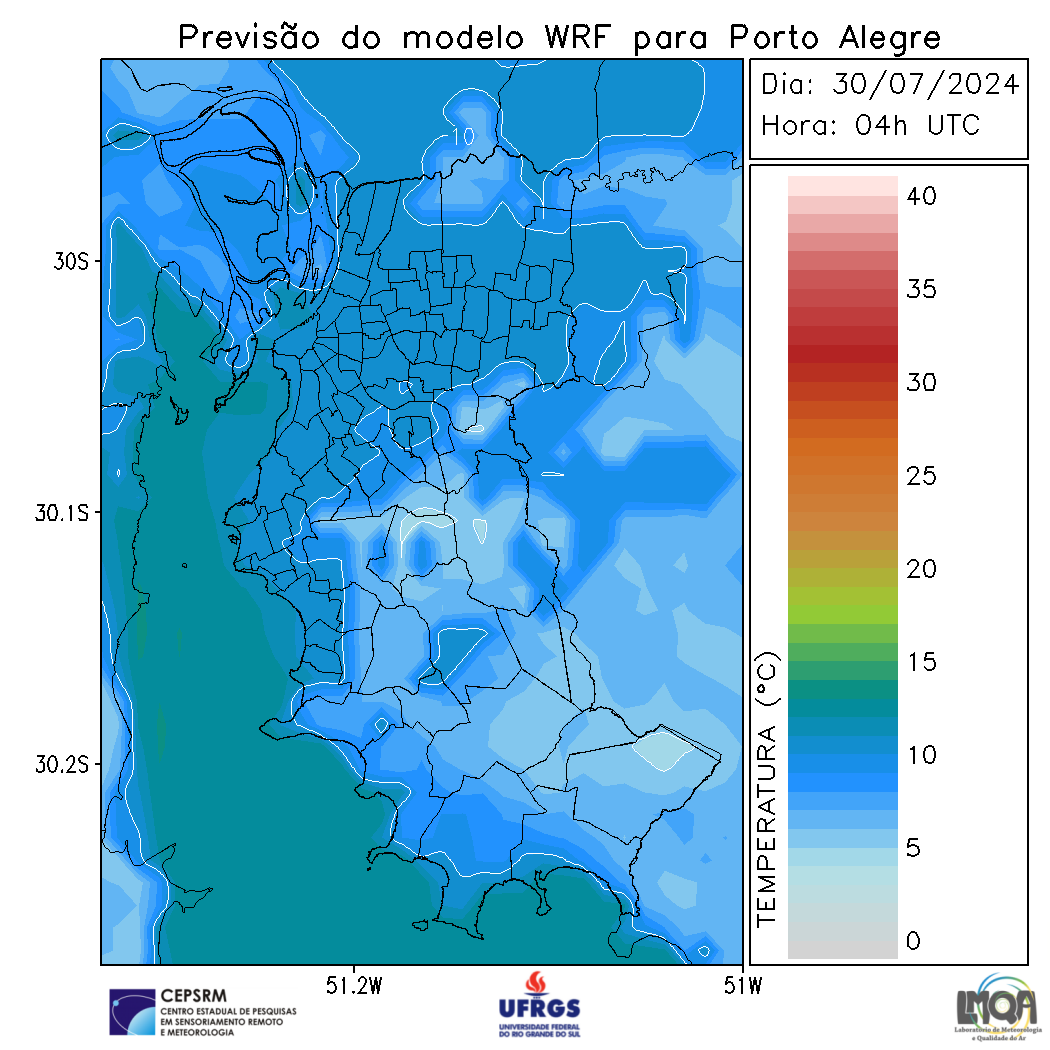 Previsão do modelo WRF para Porto Alegre
Dia: 30/07/2024
Hora: 04h UTC
10
30S
30.1S
30.2S
51.2W
51W
TEMPERATURA (°C)
40
35
30
25
20
15
10
5
0
CEPSRM
CENTRO ESTADUAL DE PESQUISAS
EM SENSORIAMENTO REMOTO
E METEOROLOGIA
UFRGS
UNIVERSIDADE FEDERAL
DO RIO GRANDE DO SUL
LMQA
Laboratório de Meteorologia
e Qualidade do Ar